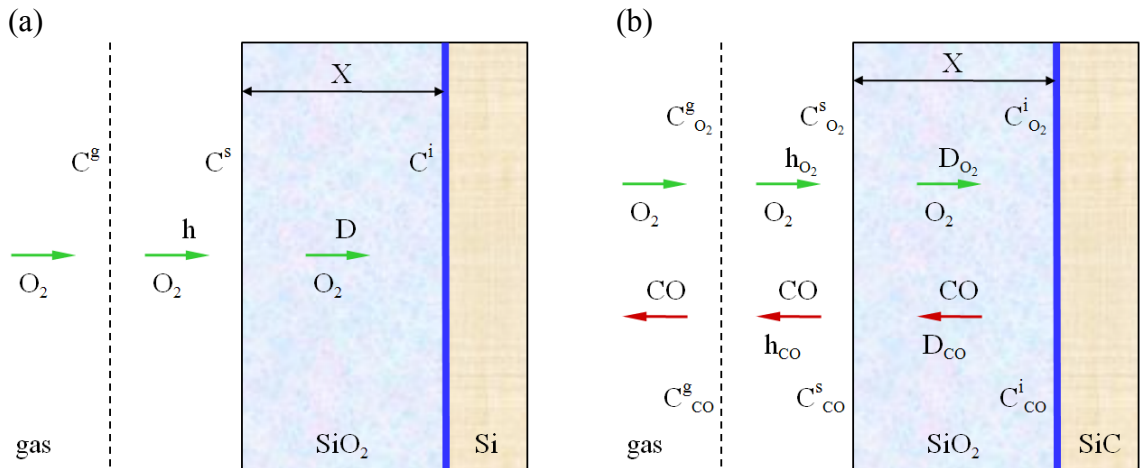 (a)
X
C^g
C^s
C^i
h
D
O₂
O₂
O₂
gas
SiO₂
Si
(b)
X
C^g_O₂
C^s_O₂
C^i_O₂
h_O₂
D_O₂
O₂
O₂
O₂
CO
CO
CO
h_CO
D_CO
C^g_CO
C^s_CO
C^i_CO
gas
SiO₂
SiC